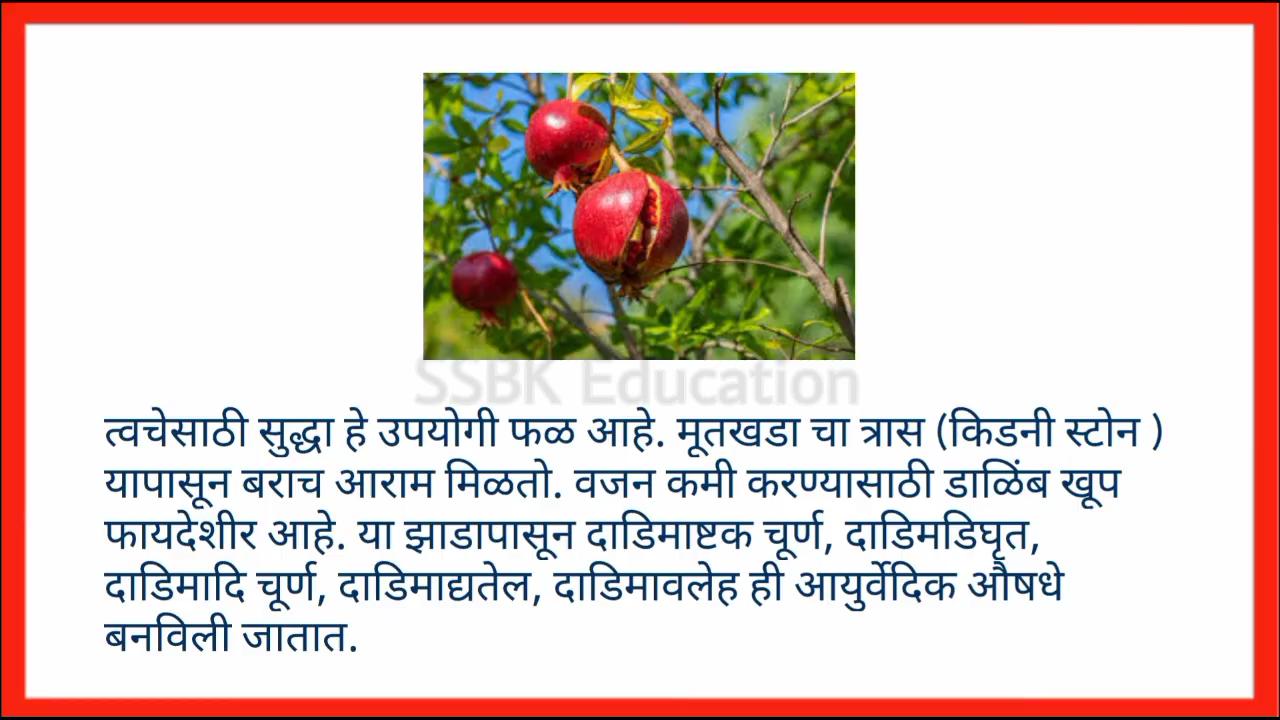 SSBK Education
त्वचेसाठी सुद्धा हे उपयोगी फळ आहे. मूतखडा चा त्रास (किडनी स्टोन )
यापासून बराच आराम मिळतो. वजन कमी करण्यासाठी डाळिंब खूप
फायदेशीर आहे. या झाडापासून दाडिमाष्टक चूर्ण, दाडिमडिघृत,
दाडिमादि चूर्ण, दाडिमाद्यतेल, दाडिमावलेह ही आयुर्वेदिक औषधे
बनविली जातात.